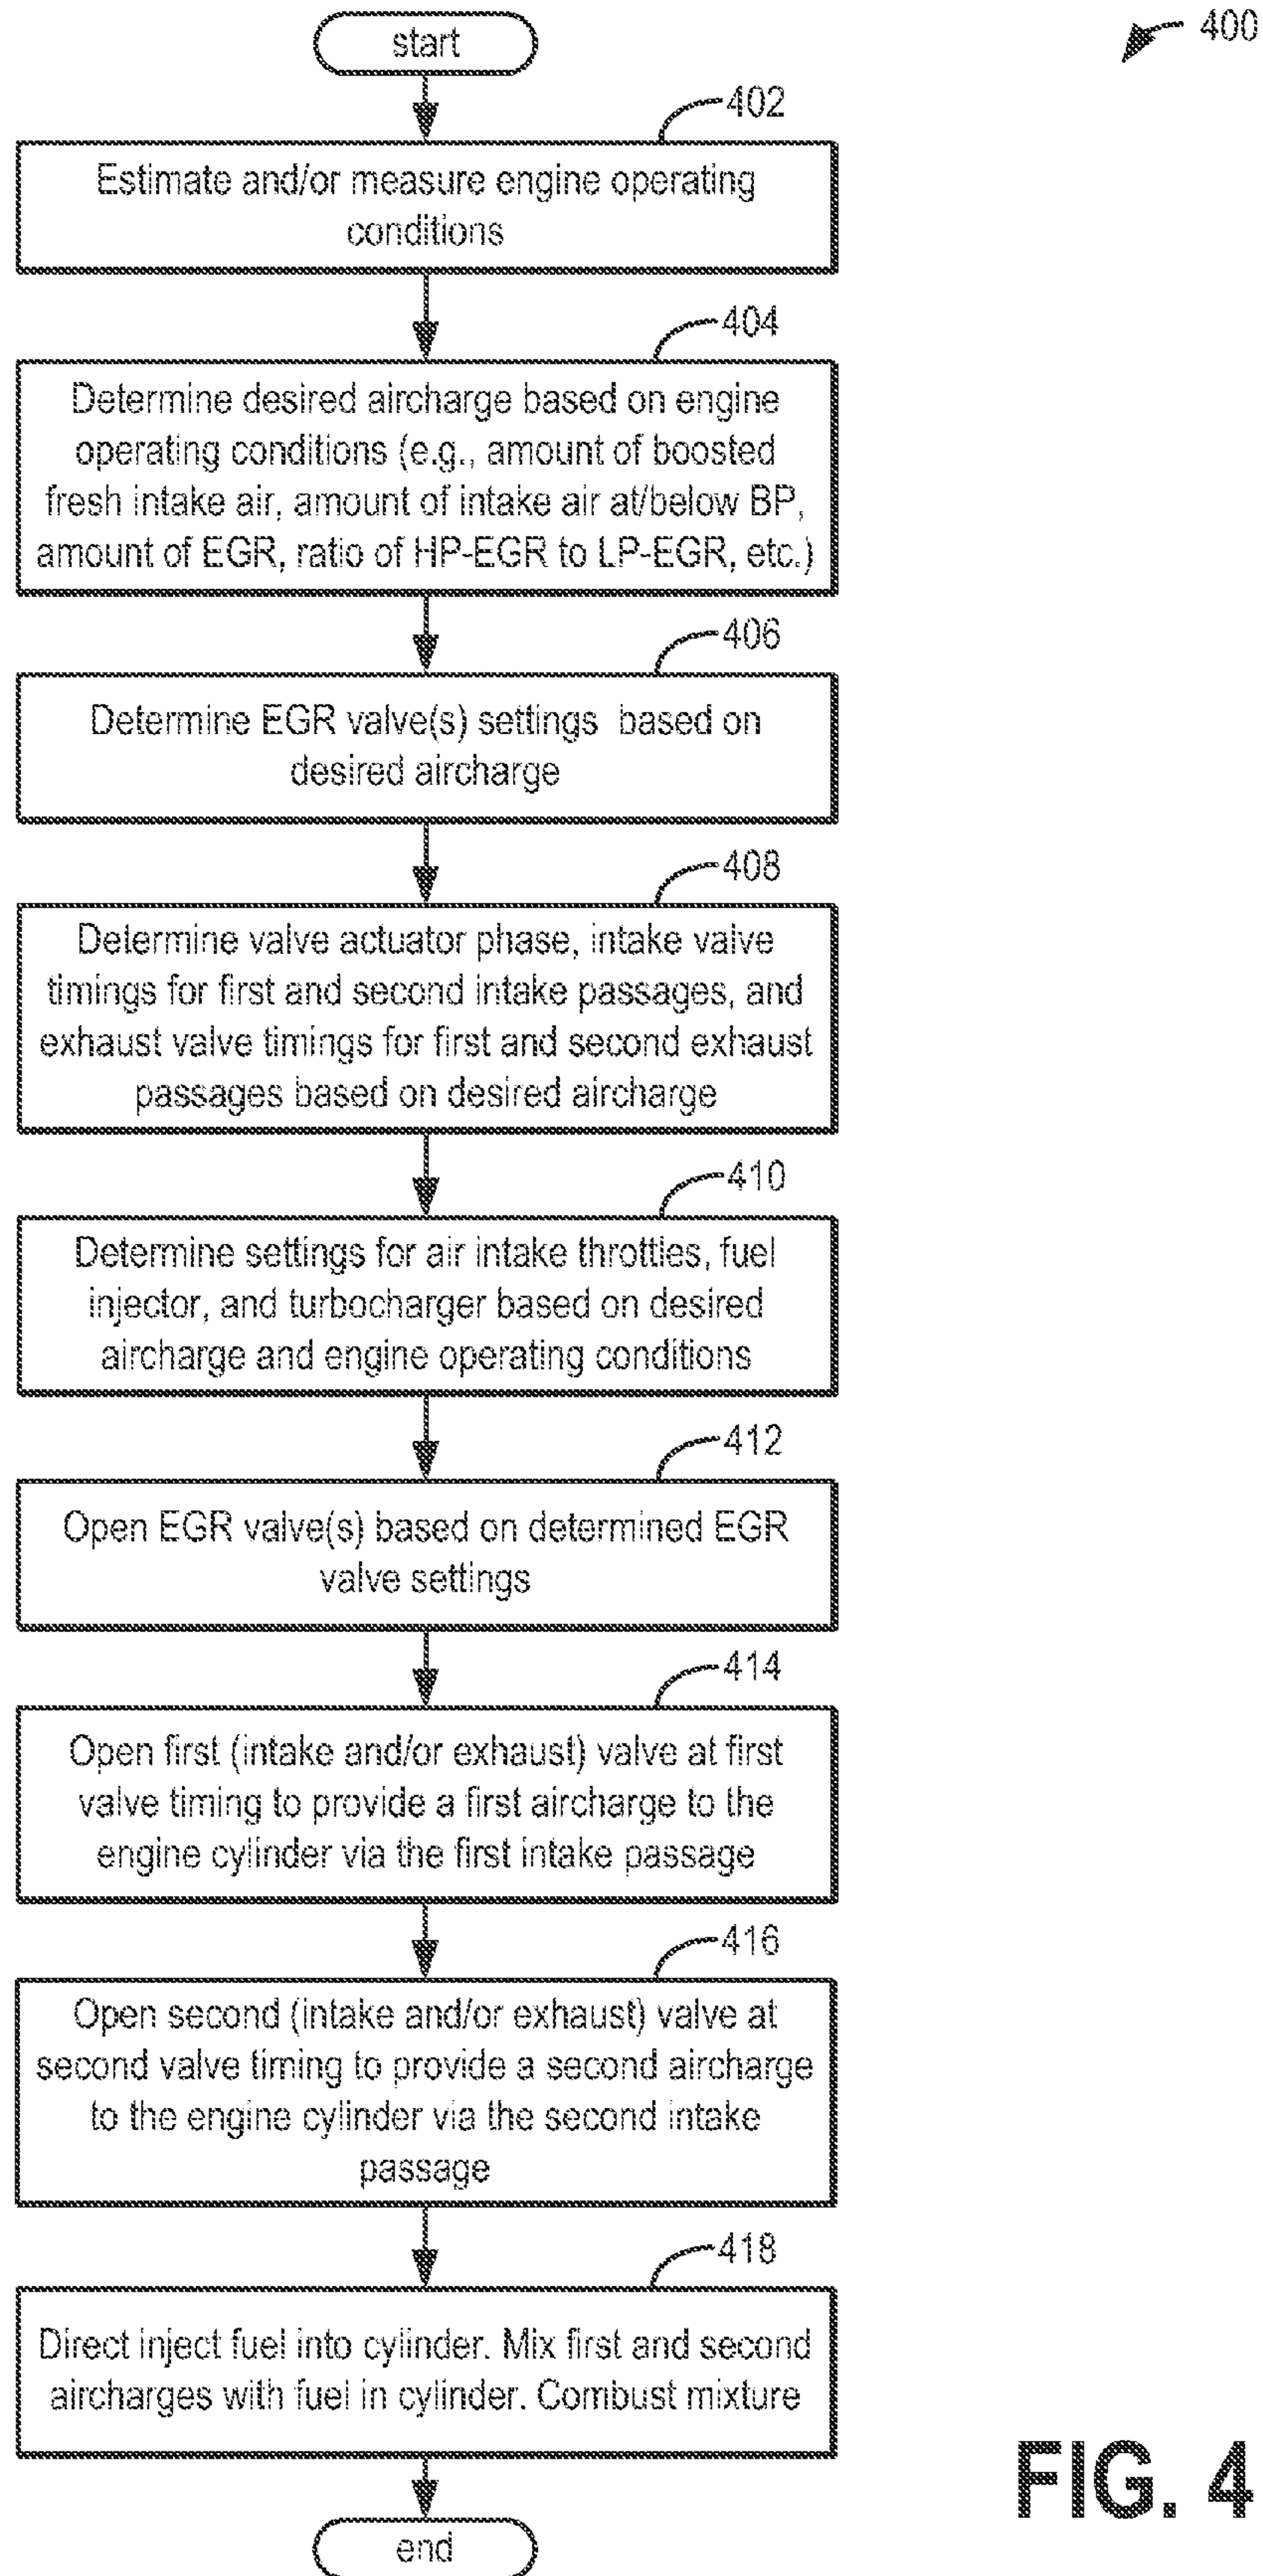 start
400
402
Estimate and/or measure engine operating
conditions
404
Determine desired aircharge based on engine
operating conditions (e.g., amount of boosted
fresh intake air, amount of intake air at/below BP,
amount of EGR, ratio of HP-EGR to LP-EGR, etc.)
406
Determine EGR valve(s) settings based on
desired aircharge
408
Determine valve actuator phase, intake valve
timings for first and second intake passages, and
exhaust valve timings for first and second exhaust
passages based on desired aircharge
410
Determine settings for air intake throttles, fuel
injector, and turbocharger based on desired
aircharge and engine operating conditions
412
Open EGR valve(s) based on determined EGR
valve settings
414
Open first (intake and/or exhaust) valve at first
valve timing to provide a first aircharge to the
engine cylinder via the first intake passage
416
Open second (intake and/or exhaust) valve at
second valve timing to provide a second aircharge
to the engine cylinder via the second intake
passage
418
Direct inject fuel into cylinder. Mix first and second
aircharges with fuel in cylinder. Combust mixture
end
FIG. 4